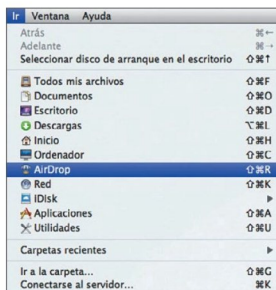 Ir Ventana Ayuda
Atrás ⌘←
Adelante ⌘→
Seleccionar disco de arranque en el escritorio ⇧⌘↑
Todos mis archivos ⇧⌘F
Documentos ⇧⌘O
Escritorio ⇧⌘D
Descargas ⌥⌘L
Inicio ⇧⌘H
Ordenador ⇧⌘C
AirDrop ⇧⌘R
Red ⇧⌘K
iDisk ▶
Aplicaciones ⇧⌘A
Utilidades ⇧⌘U
Carpetas recientes ▶
Ir a la carpeta... ⇧⌘G
Conectarse al servidor... ⌘K